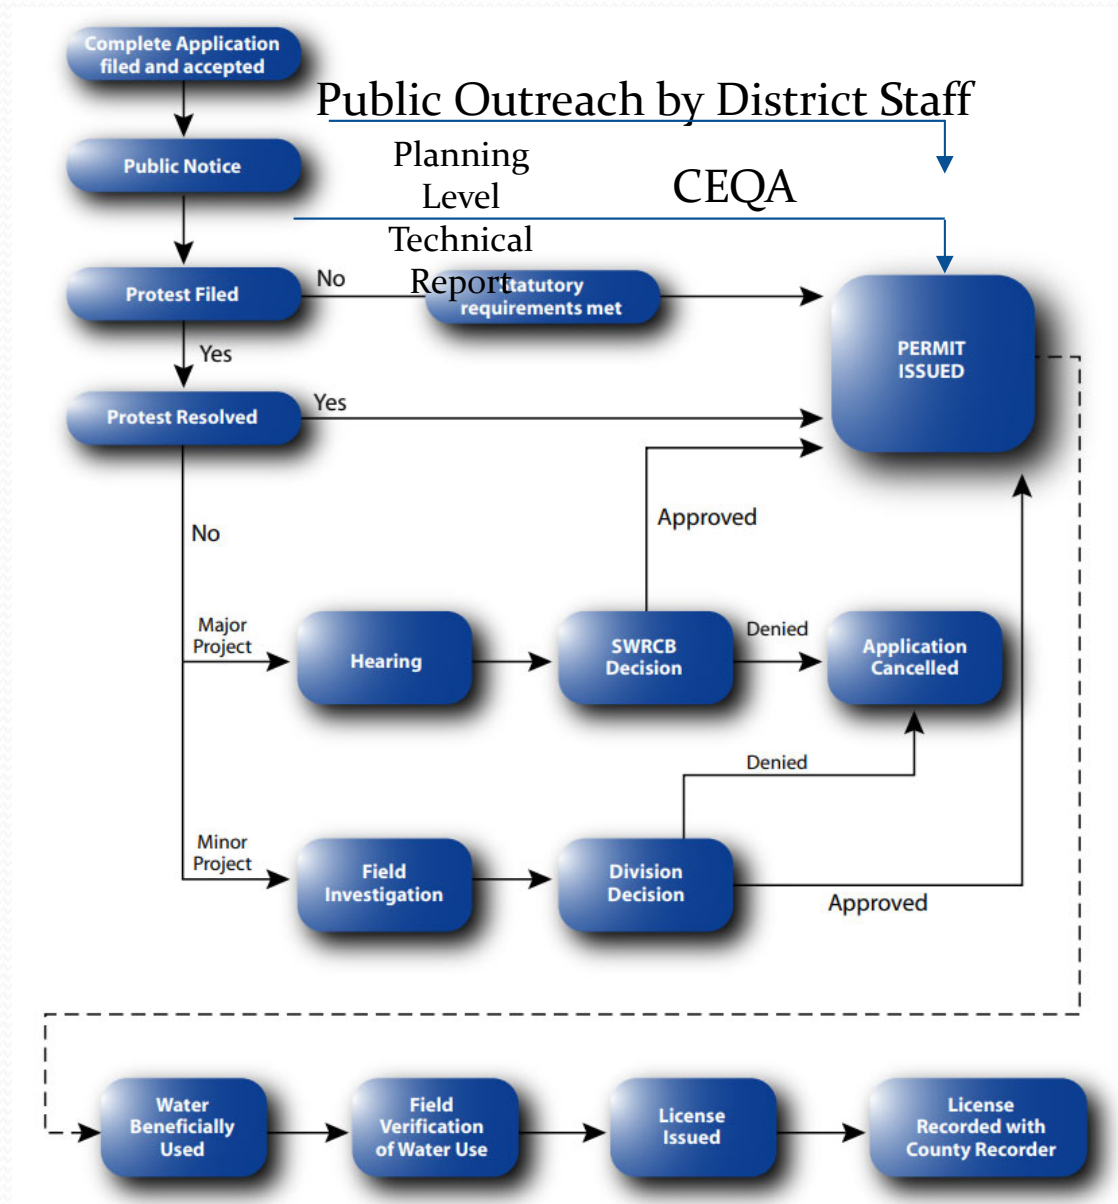 Complete Application
filed and accepted
Public Outreach by District Staff
Public Notice
Planning
Level
Technical
Report
CEQA
Protest Filed
No
Statutory
requirements met
PERMIT
ISSUED
Yes
Protest Resolved
Yes
No
Approved
Major
Project
Hearing
SWRCB
Decision
Denied
Application
Cancelled
Denied
Minor
Project
Field
Investigation
Division
Decision
Approved
Water
Beneficially
Used
Field
Verification
of Water Use
License
Issued
License
Recorded with
County Recorder